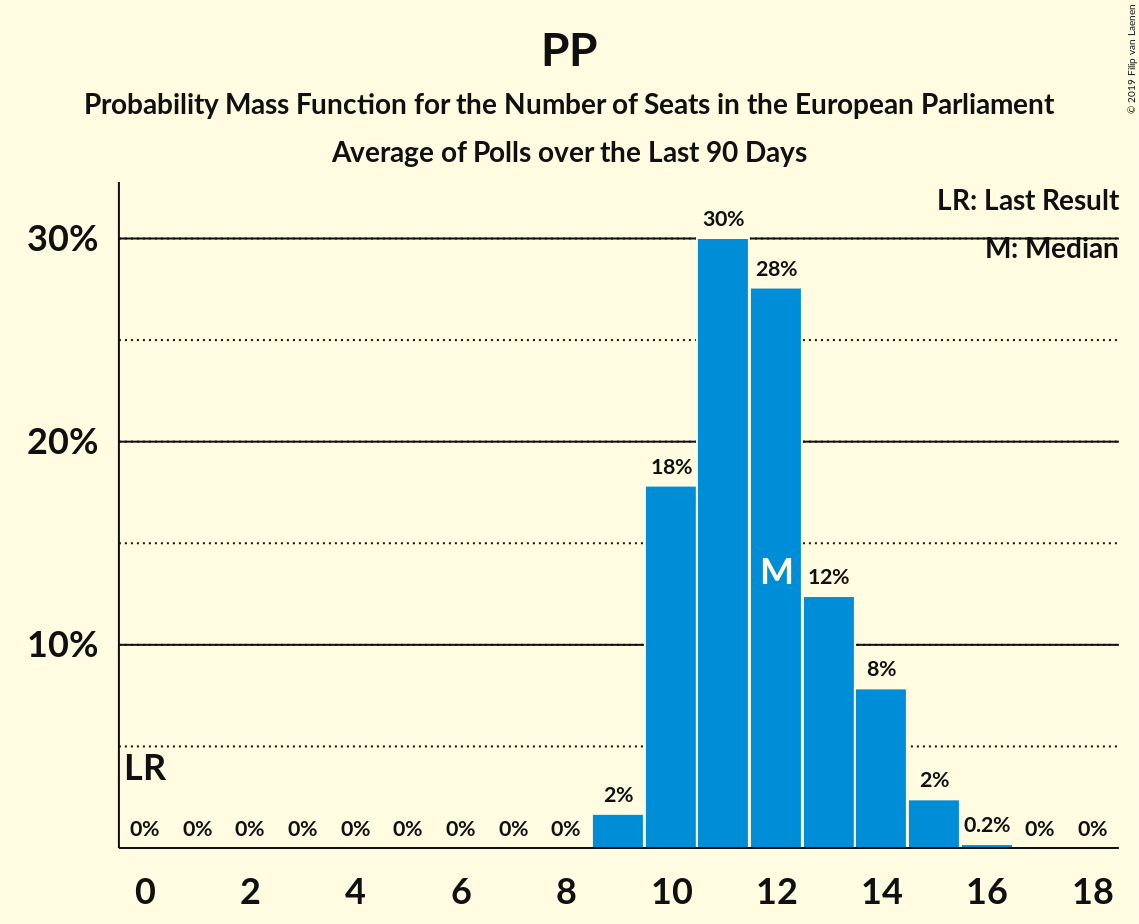 PP
Probability Mass Function for the Number of Seats in the European Parliament
Average of Polls over the Last 90 Days
© 2019 Filip van Laenen
LR: Last Result
M: Median
30%
20%
10%
LR
0% 0% 0% 0% 0% 0% 0% 0% 0% 2% 18% 30% 28% 12% 8% 2% 0.2% 0% 0%
M
0 2 4 6 8 10 12 14 16 18